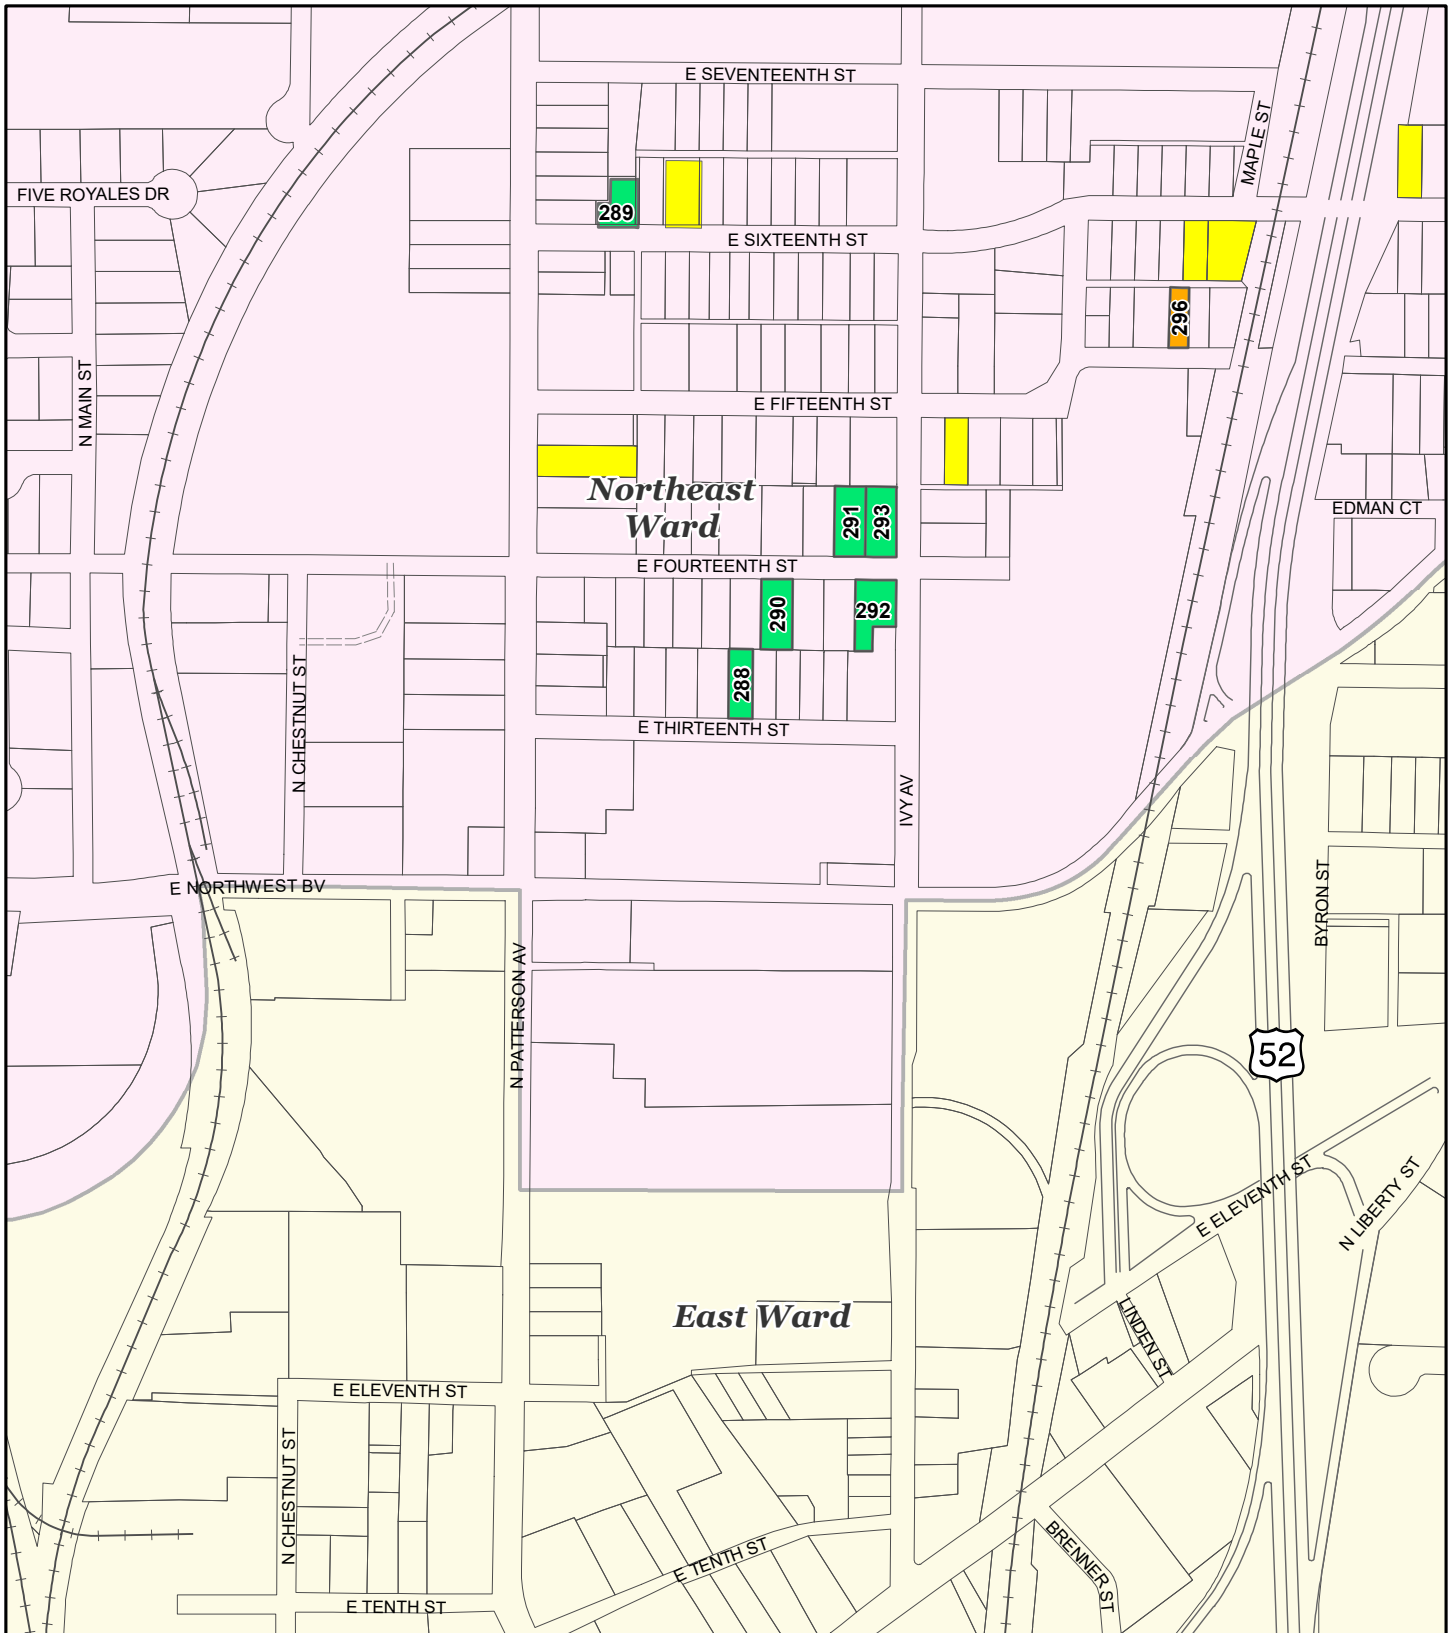 E SEVENTEENTH ST
MAPLE ST
FIVE ROYALES DR
289
E SIXTEENTH ST
296
N MAIN ST
E FIFTEENTH ST
Northeast
Ward
291
293
EDMAN CT
E FOURTEENTH ST
290
292
288
N CHESTNUT ST
E THIRTEENTH ST
IVY AV
E NORTHWEST BV
BYRON ST
N PATTERSON AV
52
E ELEVENTH ST
N LIBERTY ST
East Ward
LINDEN ST
E ELEVENTH ST
N CHESTNUT ST
E TENTH ST
BRENNER ST
E TENTH ST